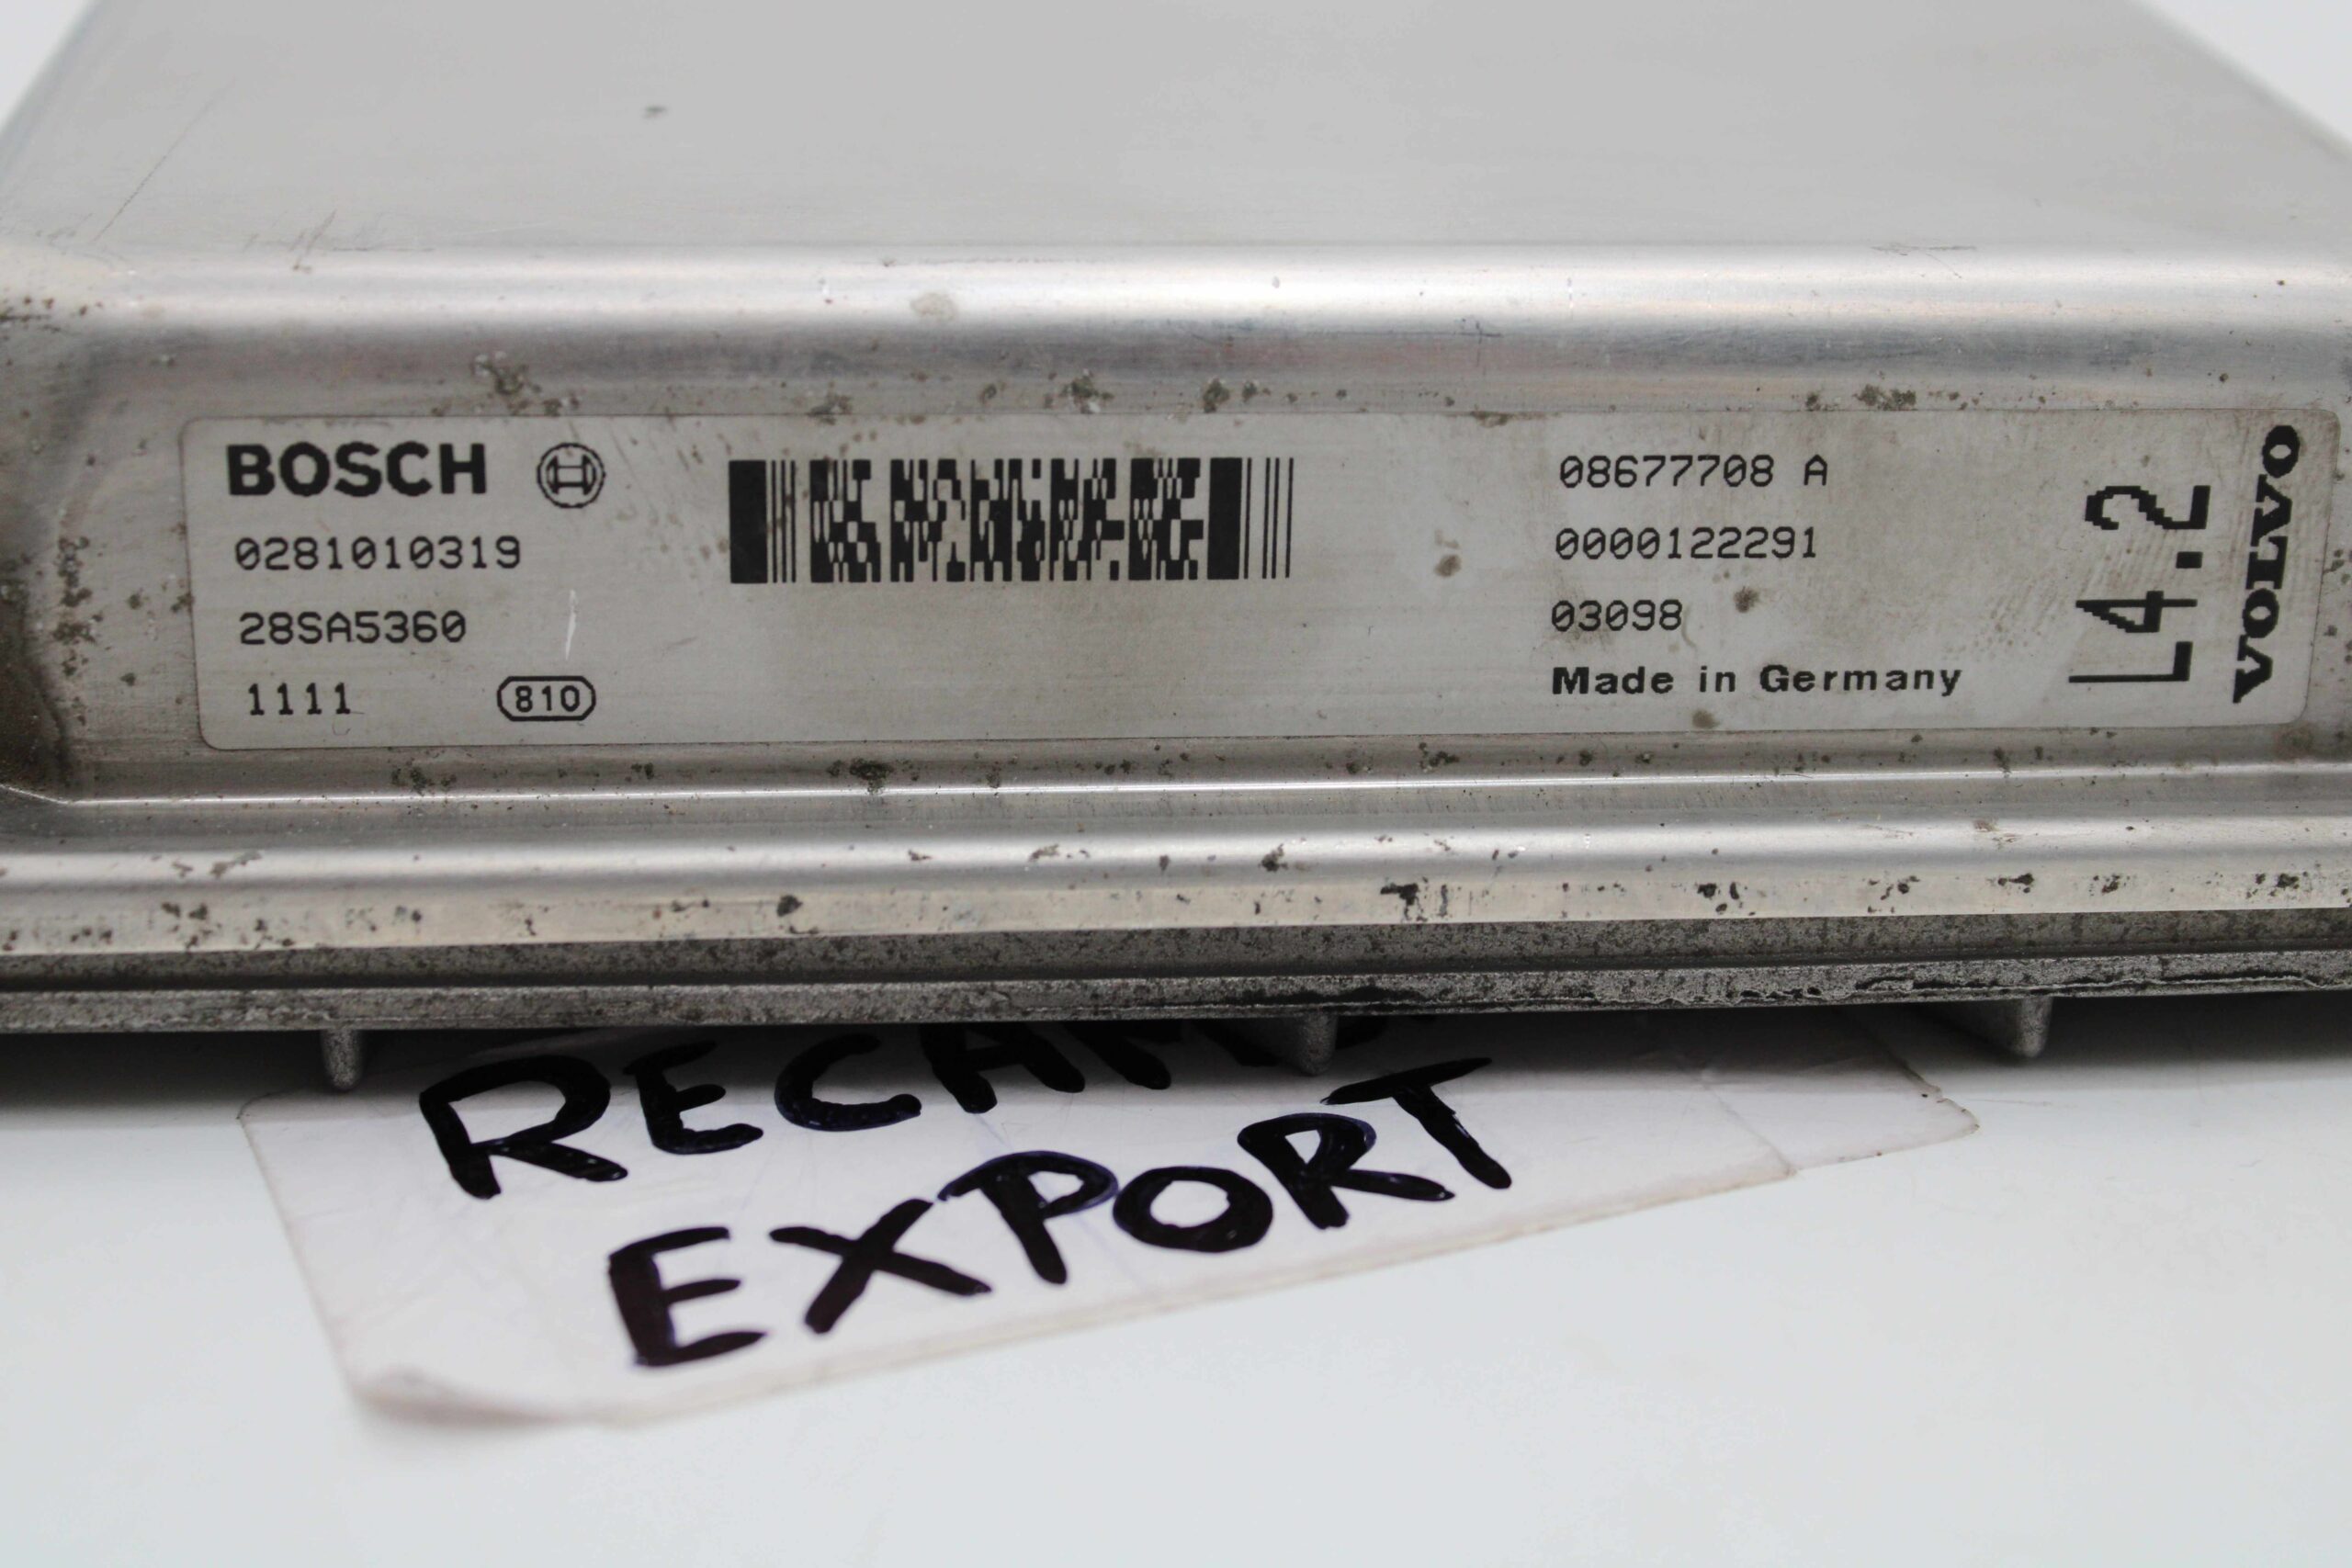 BOSCH
0281010319
28SA5360
1111 810
08677708 A
0000122291
03098
Made in Germany
L4.2
VOLVO
EXPORT